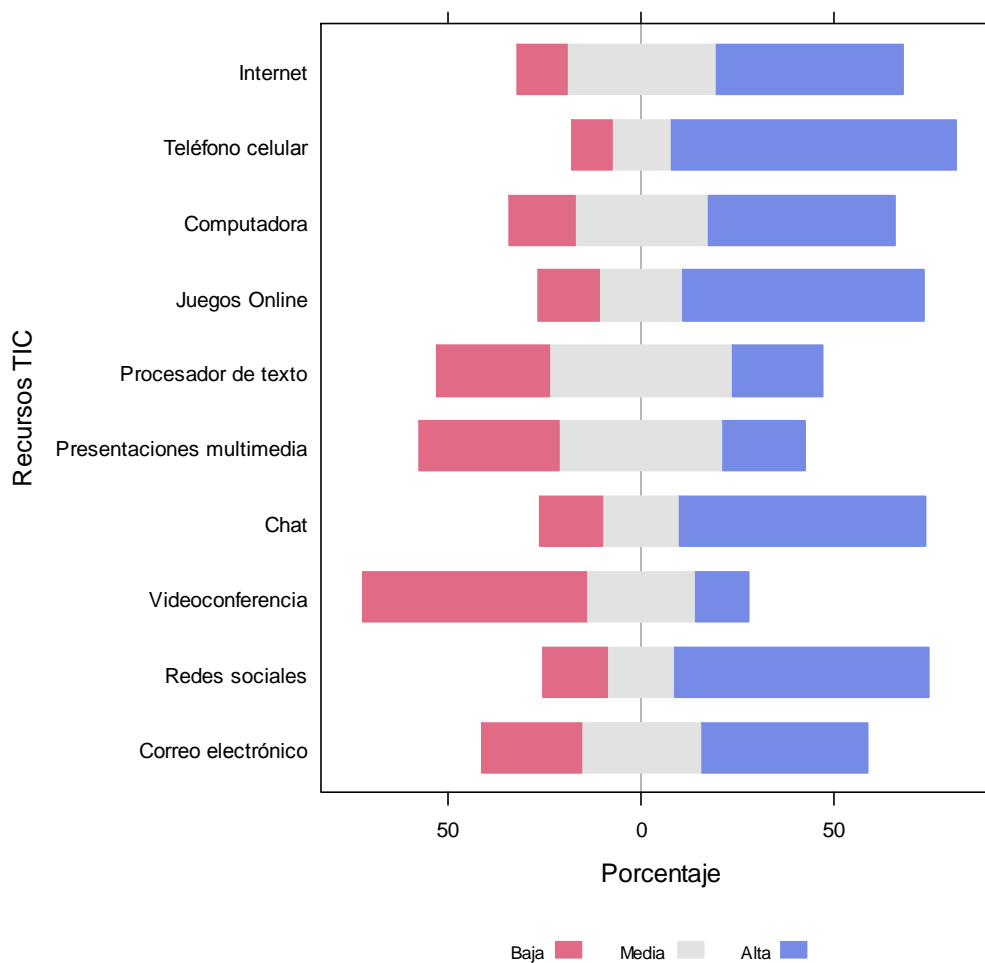 Recursos TIC
Internet
Teléfono celular
Computadora
Juegos Online
Procesador de texto
Presentaciones multimedia
Chat
Videoconferencia
Redes sociales
Correo electrónico
50 0 50
Porcentaje
Baja Media Alta